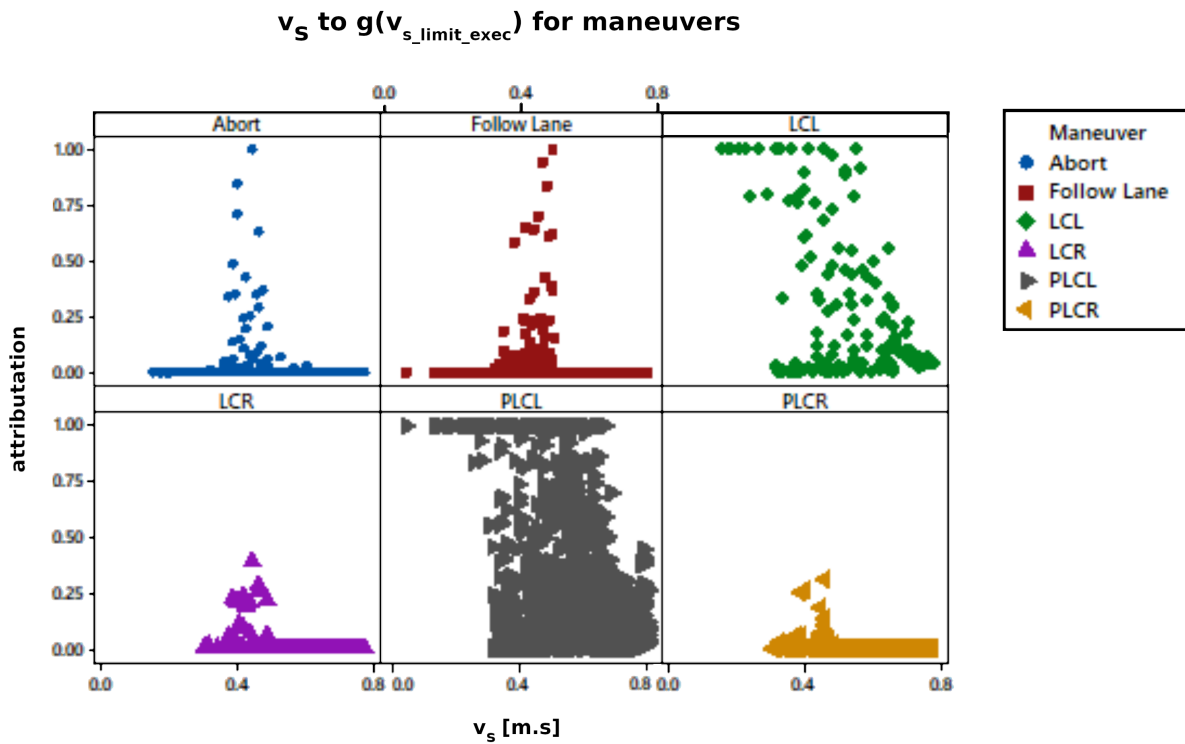 vs to g(vs_limit_exec) for maneuvers
0.0 0.4 0.8
Abort Follow Lane LCL
1.00
0.75
0.50
0.25
0.00
LCR PLCL PLCR
1.00
0.75
0.50
0.25
0.00
0.0 0.4 0.8 0.0 0.4 0.8 0.0 0.4 0.8
vs [m.s]
attributation
Maneuver
Abort
Follow Lane
LCL
LCR
PLCL
PLCR